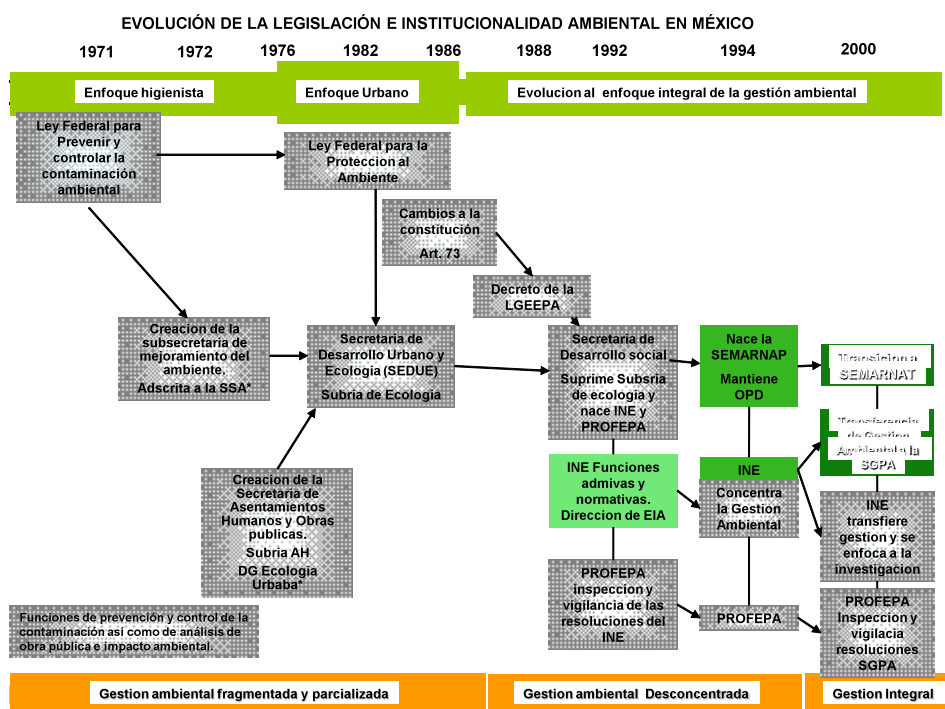 EVOLUCIÓN DE LA LEGISLACIÓN E INSTITUCIONALIDAD AMBIENTAL EN MÉXICO
1971 1972 1976 1982 1986 1988 1992 1994 2000
Enfoque higienista
Enfoque Urbano
Evolucion al enfoque integral de la gestión ambiental
Ley Federal para
Prevenir y
controlar la
contaminación
ambiental
Ley Federal para la
Proteccion al
Ambiente
Cambios a la
constitución
Art. 73
Decreto de la
LGEEPA
Creacion de la
subsecretaria de
mejoramiento del
ambiente.
Adscrita a la SSA*
Secretaria de
Desarrollo Urbano y
Ecologia (SEDUE)
Subria de Ecología
Secretaria de
Desarrollo social
Suprime Subsria
de ecologia y
nace INE y
PROFEPA
Nace la
SEMARNAP
Mantiene
OPD
Transicion a
SEMARNAT
Transferencia
de Gestion
Ambiental a la
SGPA
Creacion de la
Secretaria de
Asentamientos
Humanos y Obras
publicas.
Subria AH
DG Ecologia
Urbaba*
INE Funciones
admivas y
normativas.
Direccion de EIA
INE
Concentra
la Gestion
Ambiental
INE
transfiere
gestion y se
enfoca a la
investigacion
PROFEPA
inspeccion y
vigilancia de las
resoluciones del
INE
PROFEPA
PROFEPA
Inspeccion y
vigilacia
resoluciones
SGPA
Funciones de prevención y control de la
contaminación así como de análisis de
obra pública e impacto ambiental.
Gestion ambiental fragmentada y parcializada
Gestion ambiental Desconcentrada
Gestion Integral